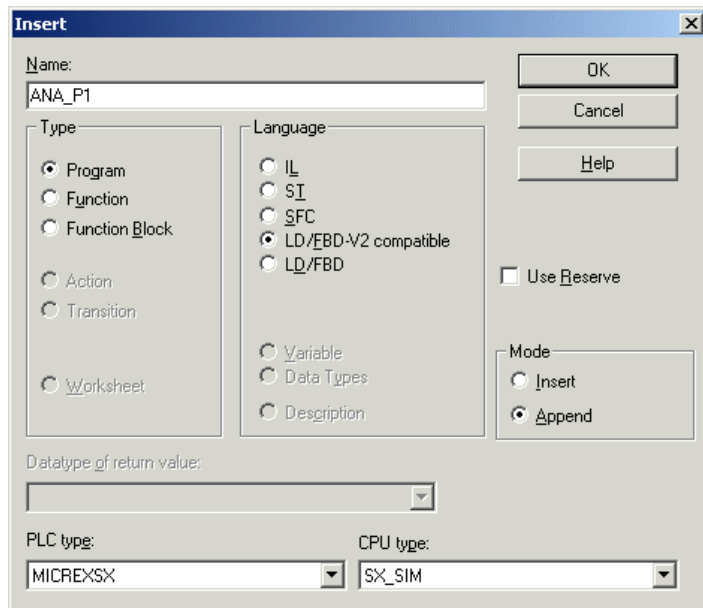 Insert
Name:
OK
ANA_P1
Cancel
Type
Language
Help
Program
IL
Function
ST
Function Block
SFC
LD/FBD-V2 compatible
Action
LD/FBD
Use Reserve
Transition
Variable
Mode
Worksheet
Data Types
Insert
Description
Append
Datatype of return value:
PLC type:
CPU type:
MICREXSX
SX_SIM